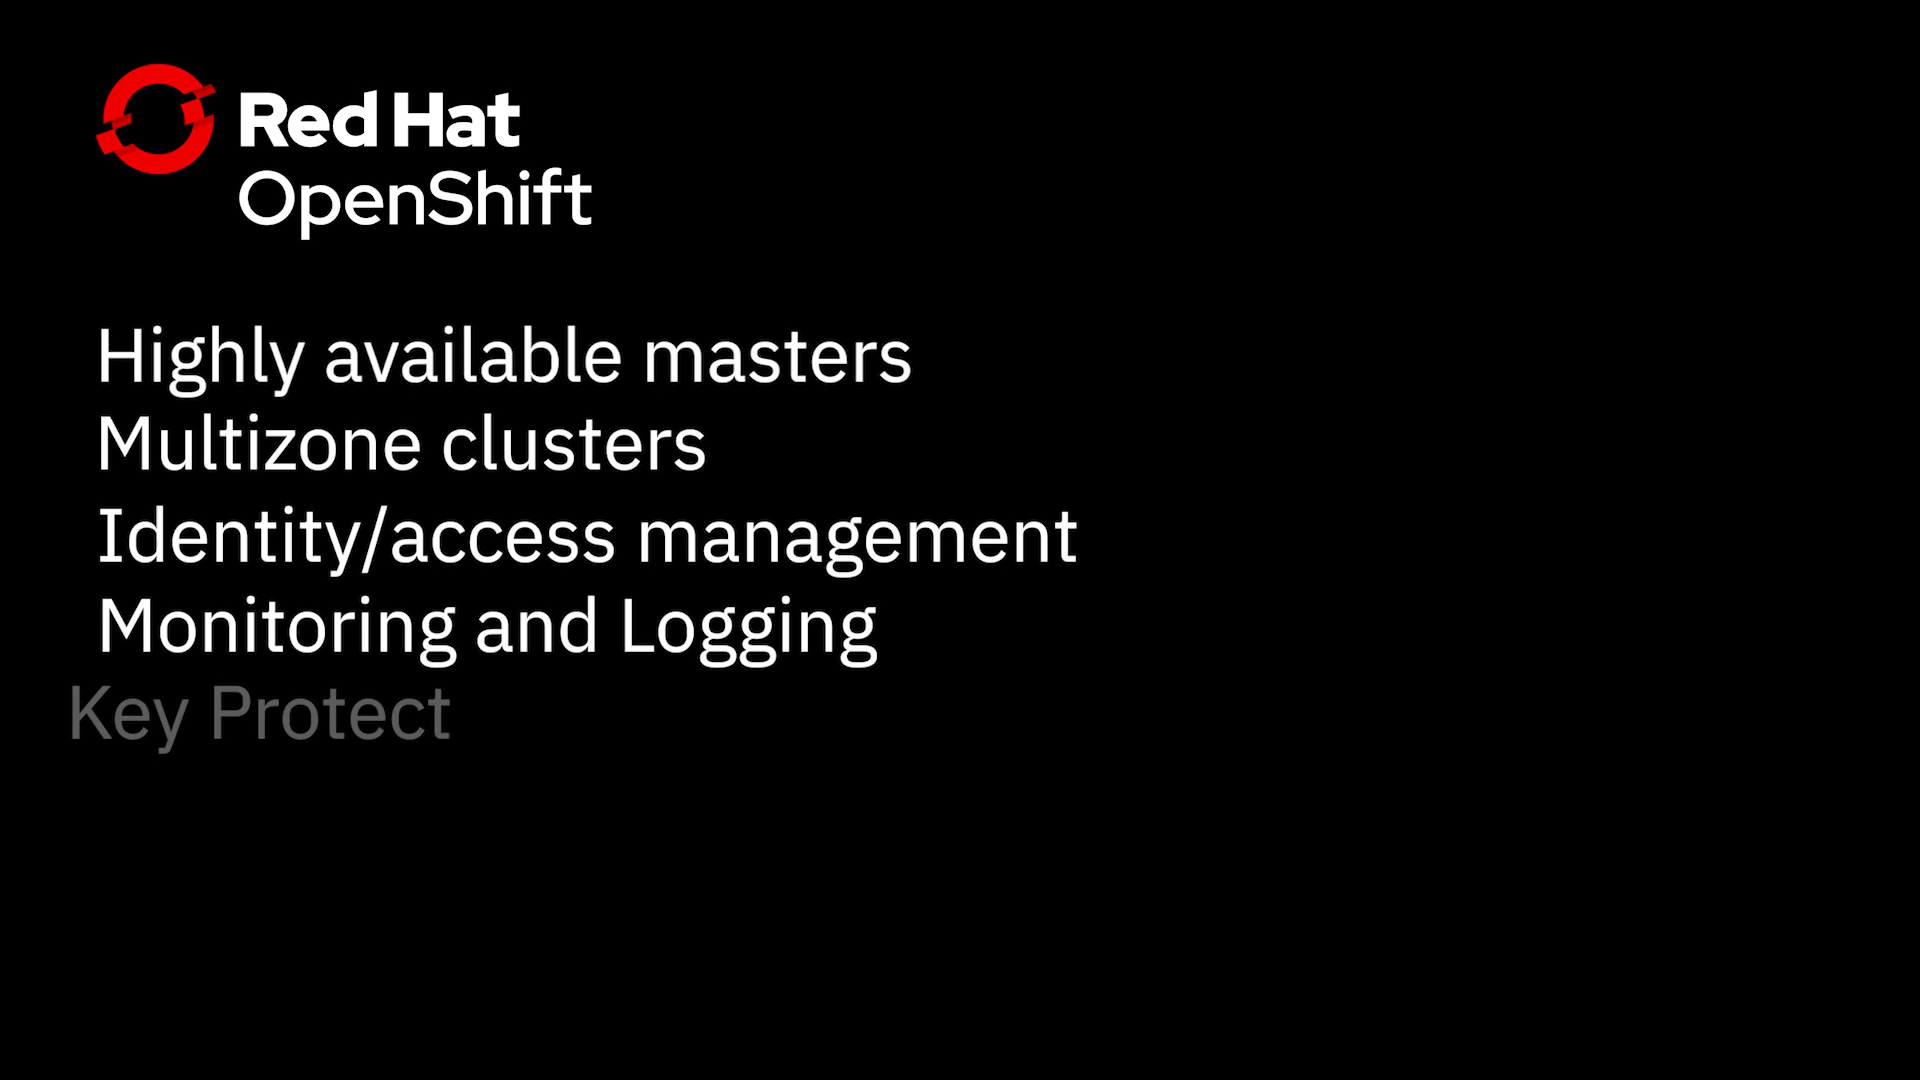 Red Hat
OpenShift
Highly available masters
Multizone clusters
Identity/access management
Monitoring and Logging
Key Protect